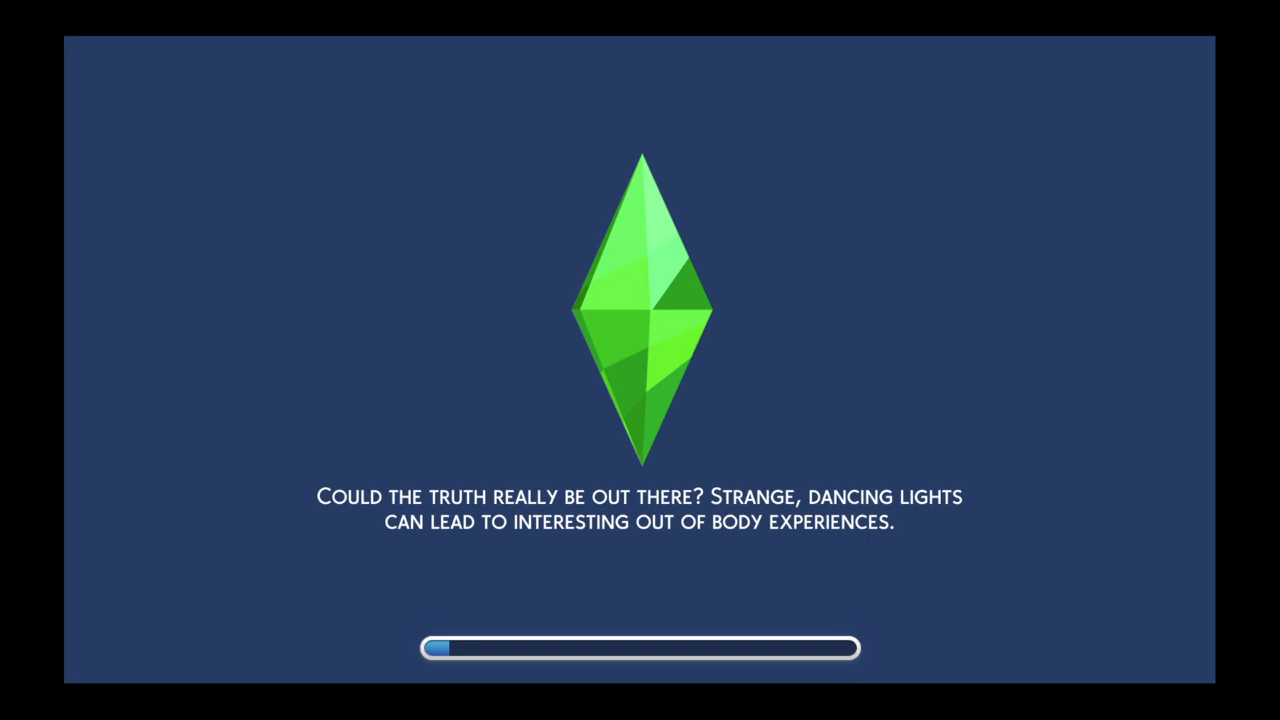 Could the truth really be out there? Strange, dancing lights
can lead to interesting out of body experiences.